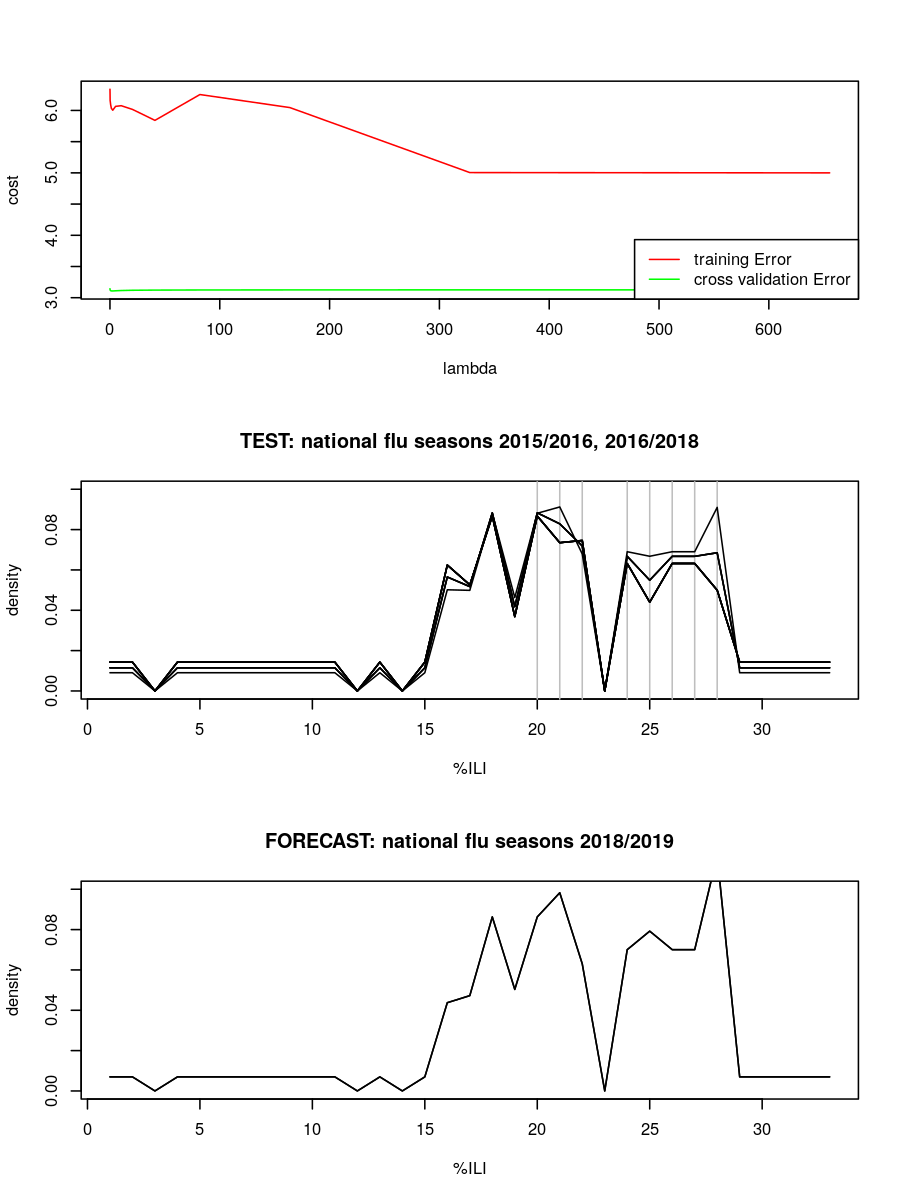 6.0
5.0
4.0
3.0
cost
training Error
cross validation Error
0 100 200 300 400 500 600
lambda
TEST: national flu seasons 2015/2016, 2016/2018
0.08
0.04
0.00
density
0 5 10 15 20 25 30
%ILI
FORECAST: national flu seasons 2018/2019
0.08
0.04
0.00
density
0 5 10 15 20 25 30
%ILI